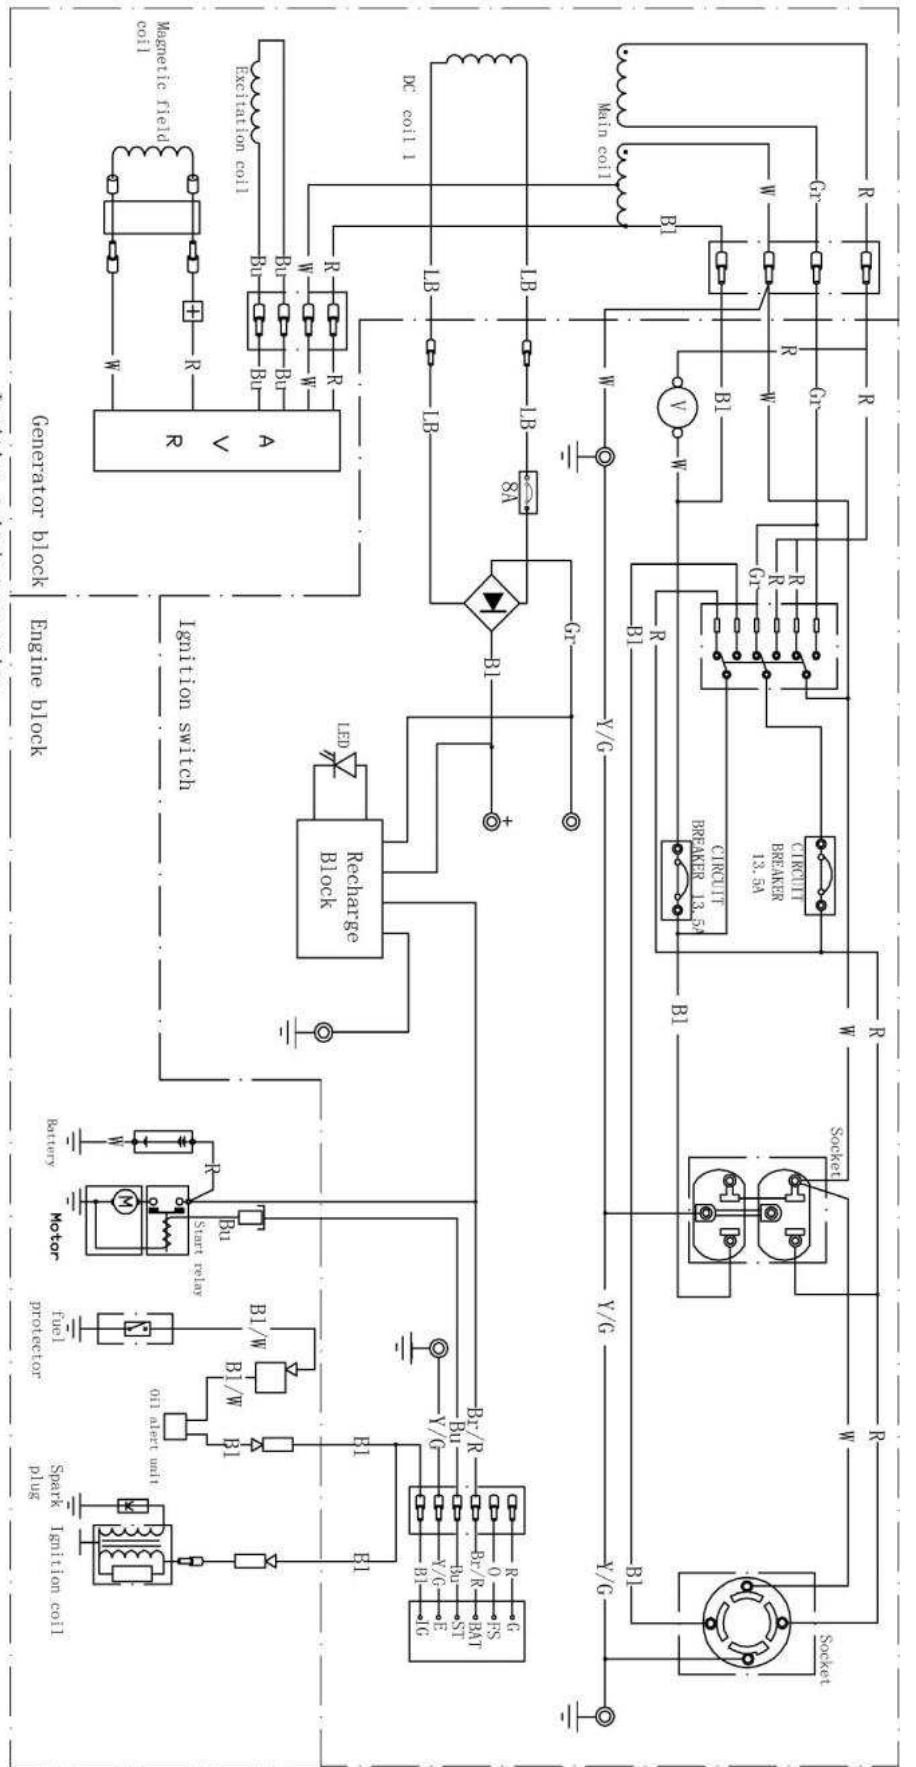 Magnetic field
coil
Excitation coil
DC coil 1
Main coil
R
Gr
W
Bl
Bu
Bu
W
R
LB
LB
W
R
Bu
Bu
W
R
LB
LB
W
R
Bl
W
Gr
R
V
W
A V R
8A
Generator block
Engine block
Ignition switch
Gr
R
R
Bl
R
Gr
Bl
Y/G
+
LED
Recharge
Block
CIRCUIT
BREAKER
13.5A
CIRCUIT
BREAKER 13.5A
Bl
W
R
Socket
Battery
W
R
M
Motor
Start relay
Bu
fuel
protector
Bl/W
Bl/W
Oil alert unit
Bl
Bl
Spark
plug
Ignition coil
Bl
Y/G
Bu
Br/R
Bl
Y/G
Bu
Br/R
O
R
IG
E
ST
BAT
FS
G
Y/G
W
R
Y/G
Bl
Socket